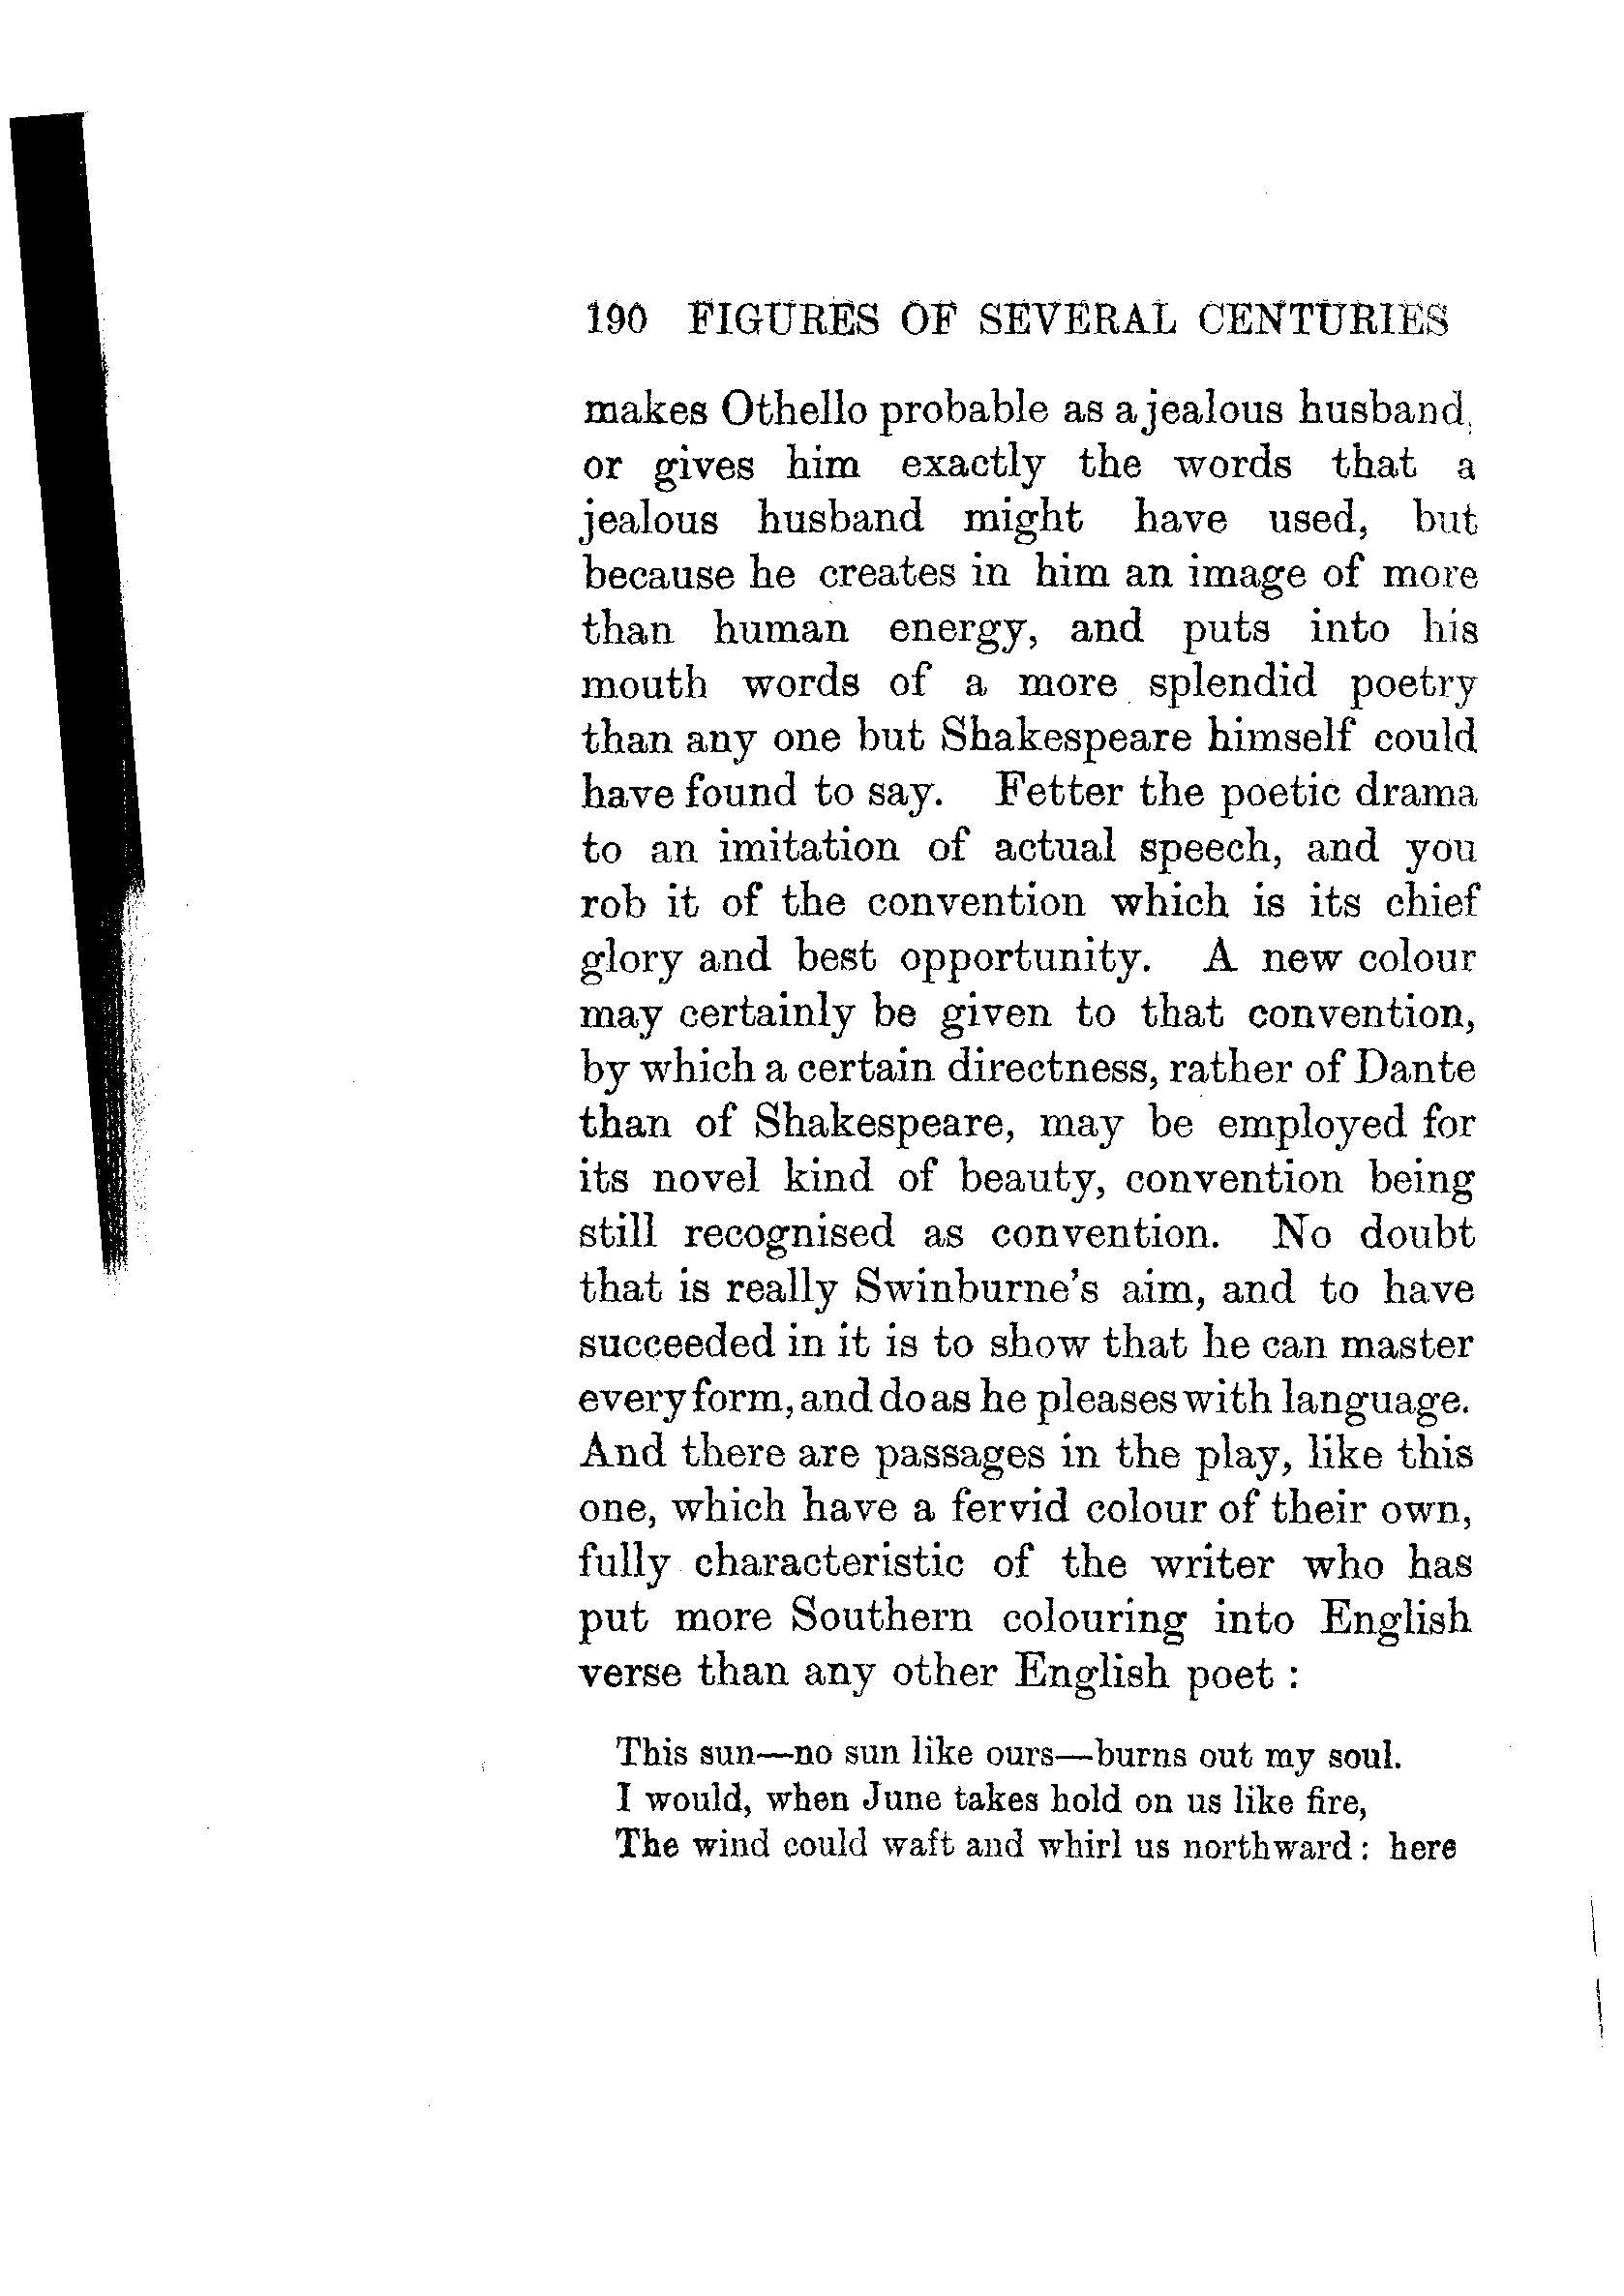 190 FIGURES OF SEVERAL CENTURIES
makes Othello probable as a jealous husband,
or gives him exactly the words that a
jealous husband might have used, but
because he creates in him an image of more
than human energy, and puts into his
mouth words of a more splendid poetry
than any one but Shakespeare himself could
have found to say. Fetter the poetic drama
to an imitation of actual speech, and you
rob it of the convention which is its chief
glory and best opportunity. A new colour
may certainly be given to that convention,
by which a certain directness, rather of Dante
than of Shakespeare, may be employed for
its novel kind of beauty, convention being
still recognised as convention. No doubt
that is really Swinburne's aim, and to have
succeeded in it is to show that he can master
every form, and do as he pleases with language.
And there are passages in the play, like this
one, which have a fervid colour of their own,
fully characteristic of the writer who has
put more Southern colouring into English
verse than any other English poet :
This sun—no sun like ours—burns out my soul.
I would, when June takes hold on us like fire,
The wind could waft and whirl us northward : here